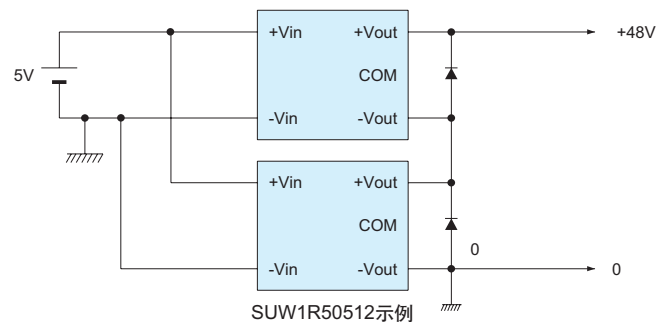 +Vin +Vout +48V
5V COM
-Vin -Vout
+Vin +Vout
COM
0
-Vin -Vout 0
SUW1R50512示例